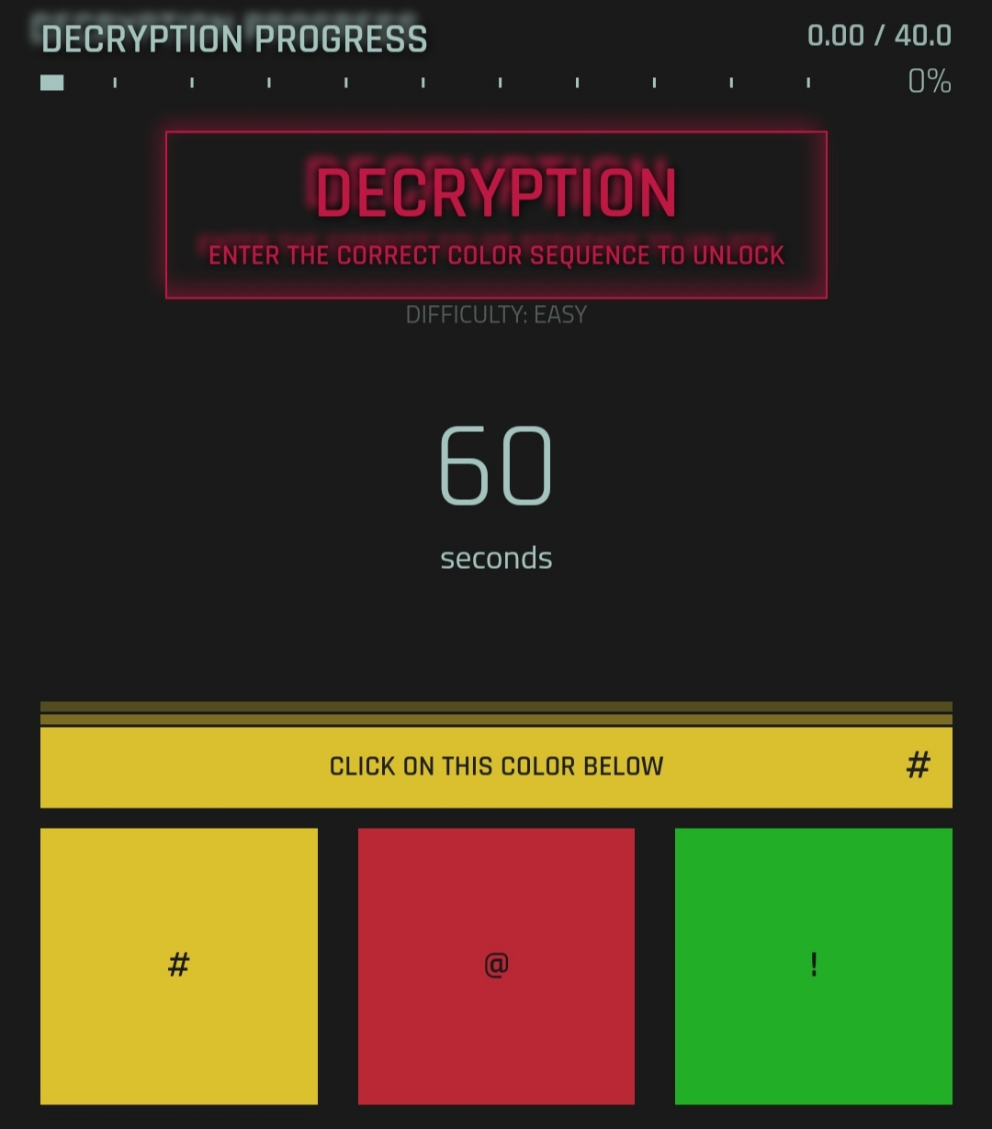 DECRYPTION PROGRESS
0.00 / 40.0
0%
DECRYPTION
ENTER THE CORRECT COLOR SEQUENCE TO UNLOCK
DIFFICULTY: EASY
60
seconds
CLICK ON THIS COLOR BELOW #
# @ !